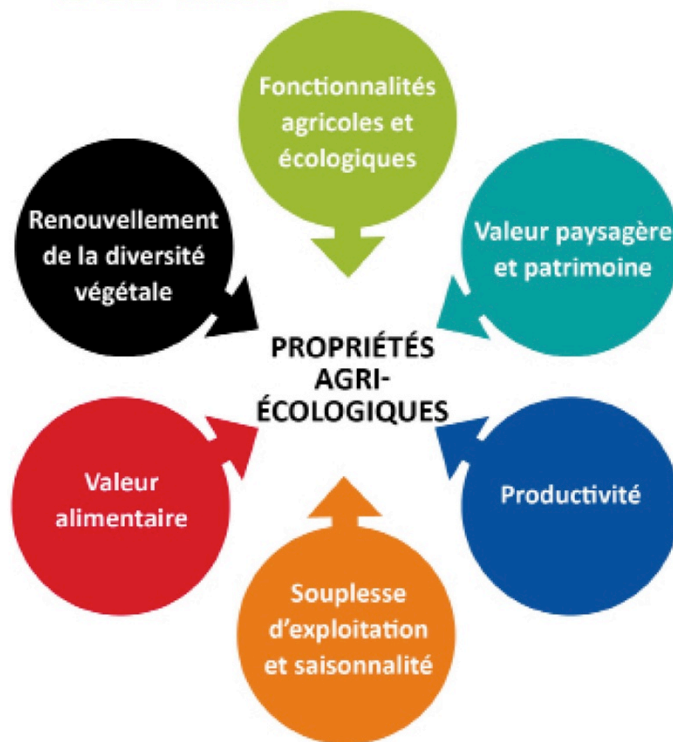 Fonctionnalités
agricoles et
écologiques
Renouvellement
de la diversité
végétale
Valeur paysagère
et patrimoine
PROPRIÉTÉS
AGRI-
ÉCOLOGIQUES
Valeur
alimentaire
Productivité
Souplesse
d’exploitation
et saisonnalité